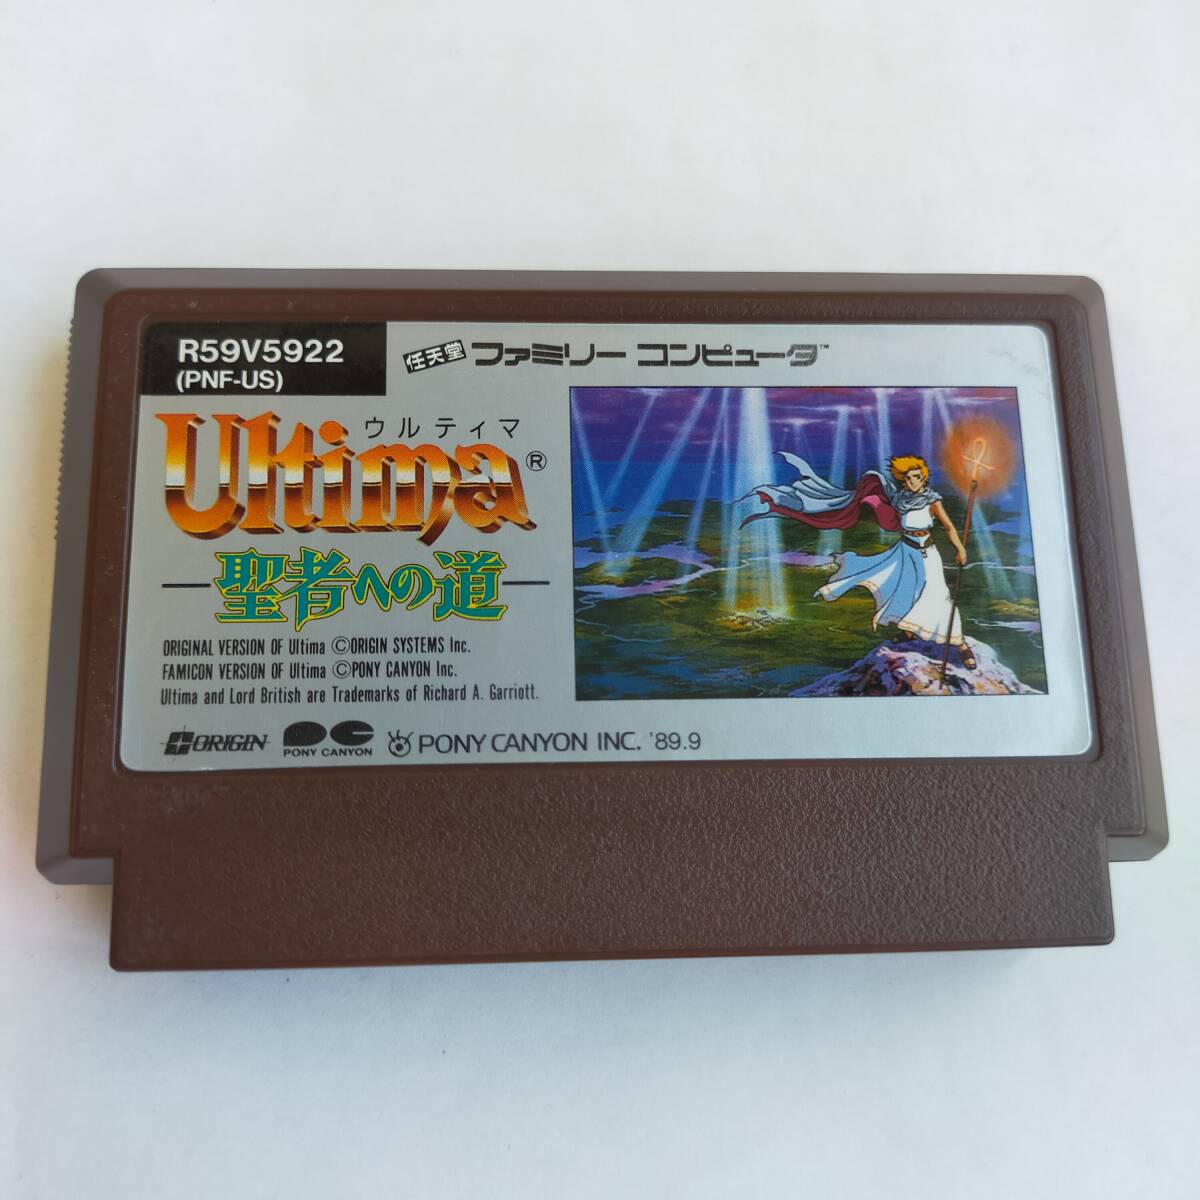 R59V5922
(PNF-US)
任天堂 ファミリー コンピュータ™
ウルティマ
Ultima®
聖者への道
ORIGINAL VERSION OF Ultima ©ORIGIN SYSTEMS Inc.
FAMICON VERSION OF Ultima ©PONY CANYON Inc.
Ultima and Lord British are Trademarks of Richard A. Garriott.
ORIGIN
PC
PONY CANYON
PONY CANYON INC. '89.9